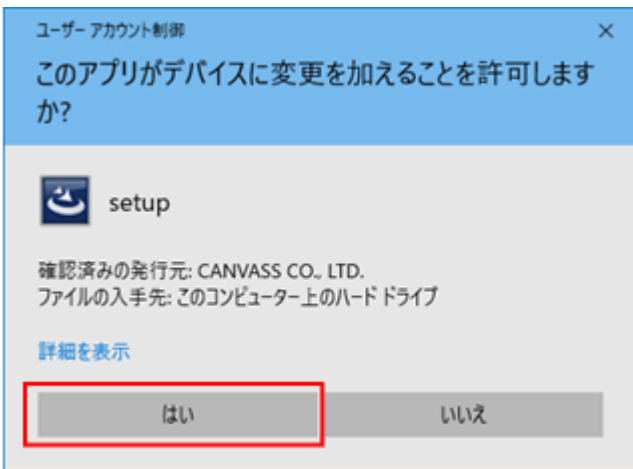 ユーザー アカウント制御
このアプリがデバイスに変更を加えることを許可します
か?
setup
確認済みの発行元: CANVASS CO., LTD.
ファイルの入手先: このコンピューター上のハード ドライブ
詳細を表示
はい
いいえ